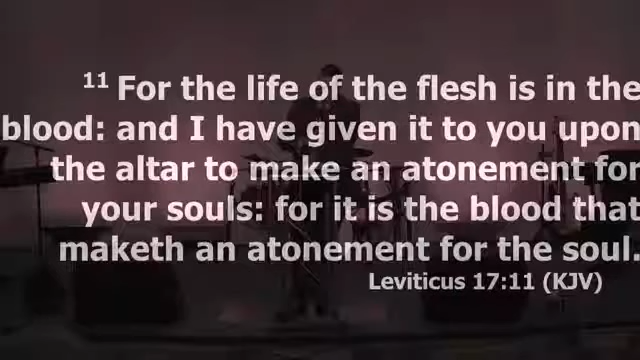 11 For the life of the flesh is in the
blood: and I have given it to you upon
the altar to make an atonement for
your souls: for it is the blood that
maketh an atonement for the soul.
Leviticus 17:11 (KJV)